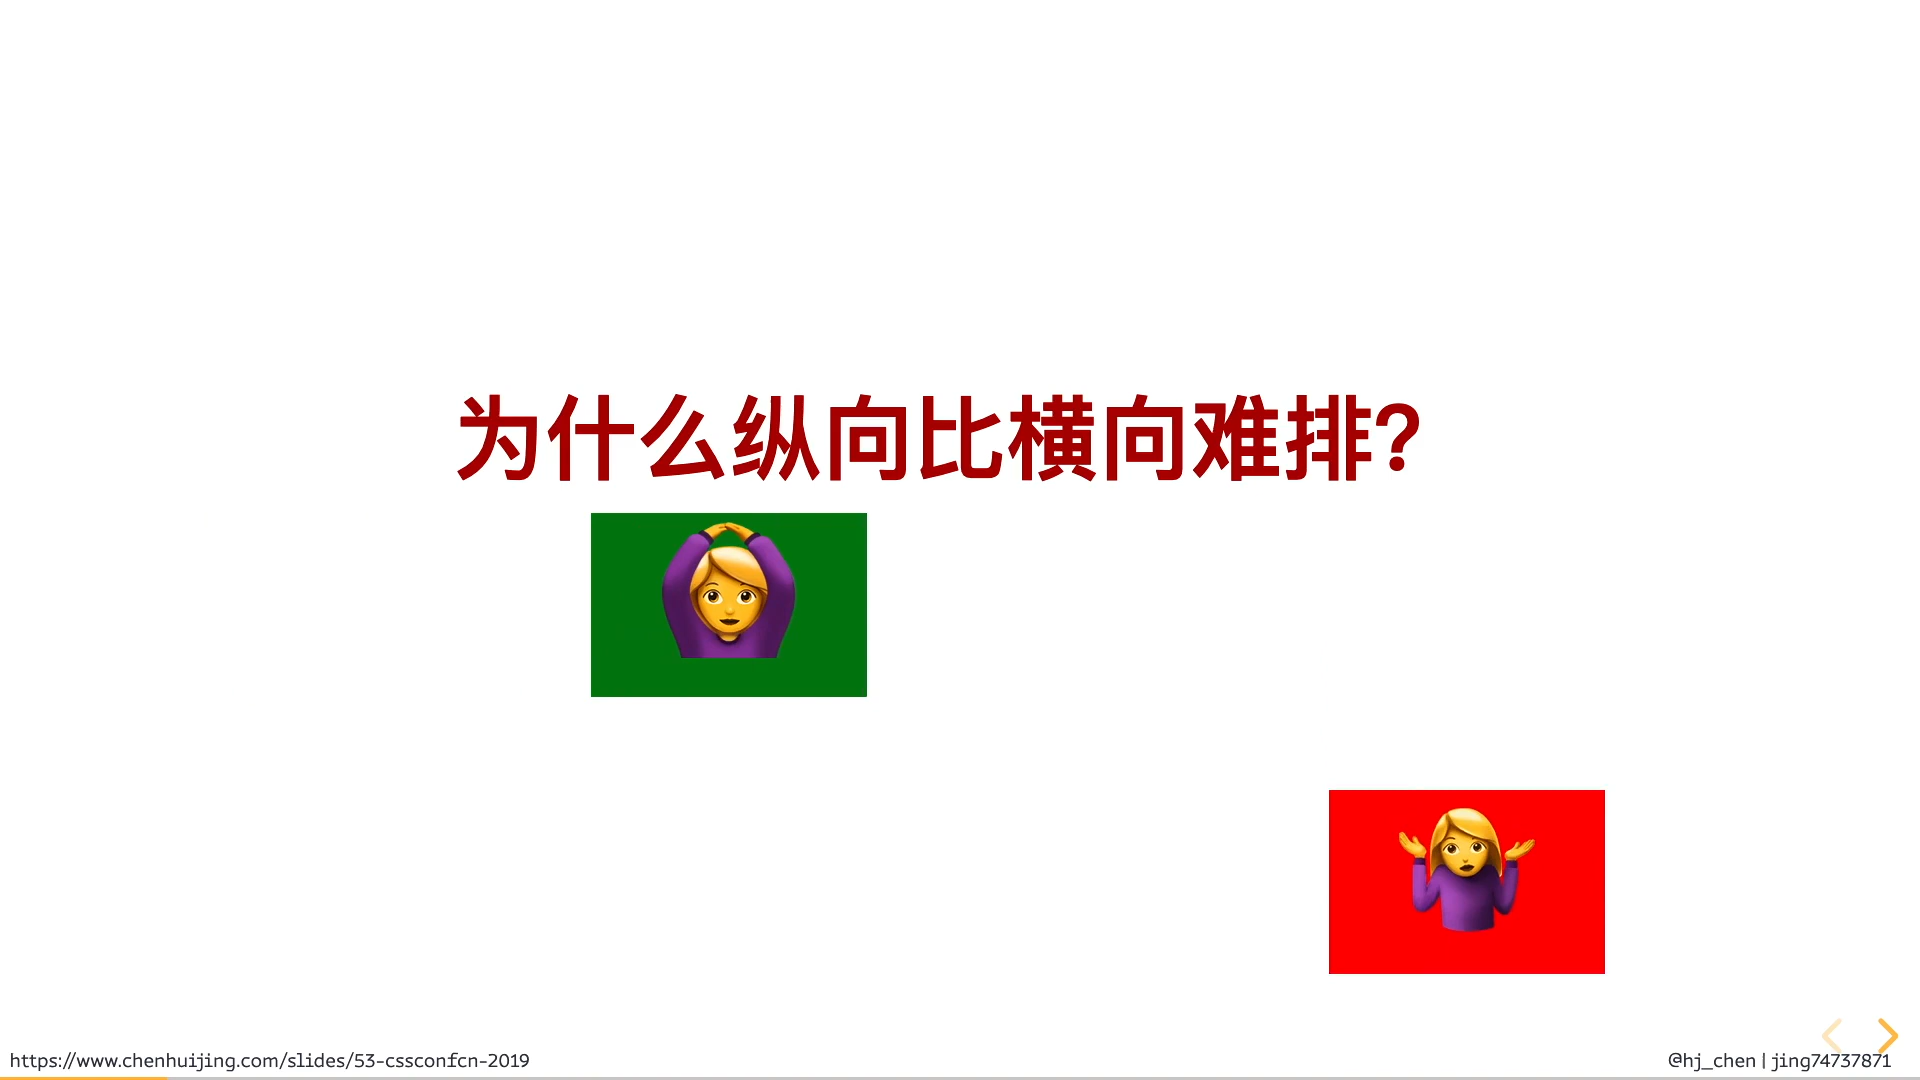 为什么纵向比横向难排？
https://www.chenhuijing.com/slides/53-cssconfcn-2019
@hj_chen | jing74737871